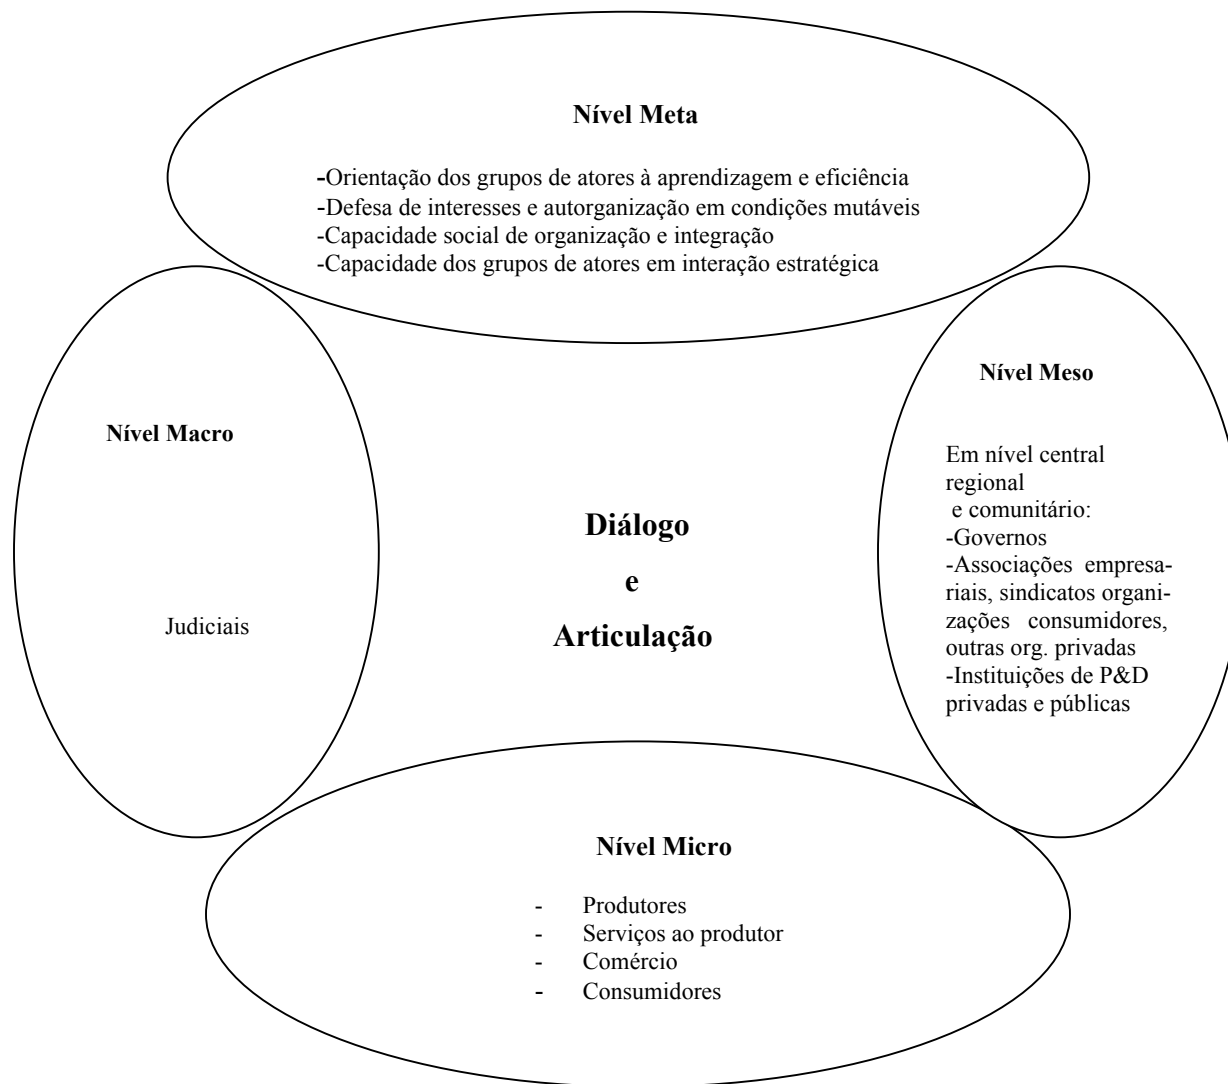 Nível Meta
-Orientação dos grupos de atores à aprendizagem e eficiência
-Defesa de interesses e autorganização em condições mutáveis
-Capacidade social de organização e integração
-Capacidade dos grupos de atores em interação estratégica
Nível Macro
Judiciais
Diálogo
e
Articulação
Nível Meso
Em nível central
regional
e comunitário:
-Governos
-Associações empresa-
riais, sindicatos organi-
zações consumidores,
outras org. privadas
-Instituições de P&D
privadas e públicas
Nível Micro
- Produtores
- Serviços ao produtor
- Comércio
- Consumidores